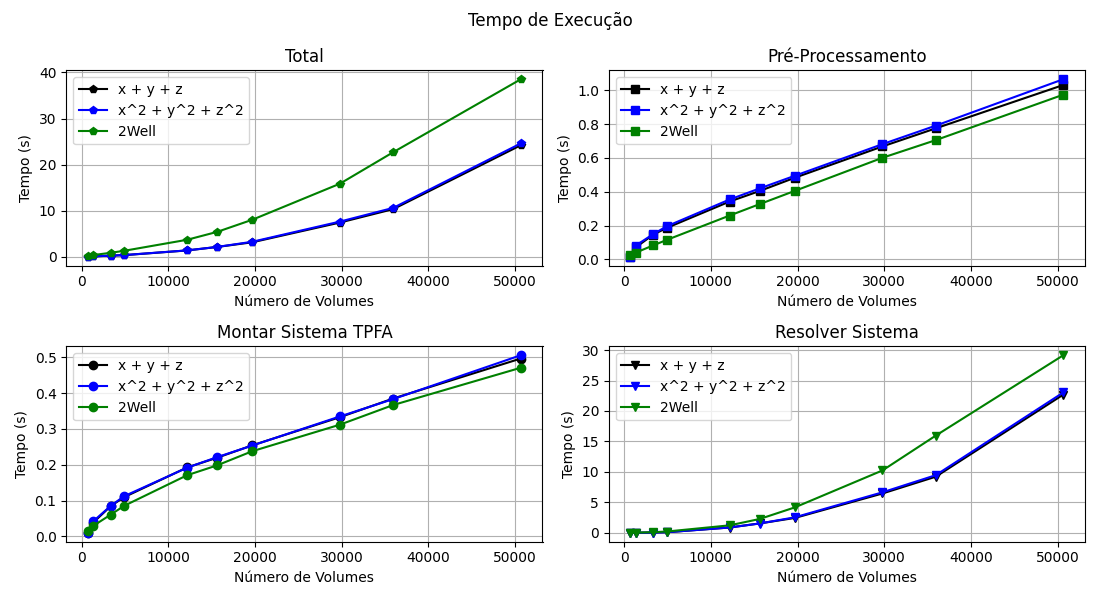 Tempo de Execução
Total
Tempo (s)
40
30
20
10
0
x + y + z
x^2 + y^2 + z^2
2Well
0 10000 20000 30000 40000 50000
Número de Volumes
Pré-Processamento
Tempo (s)
1.0
0.8
0.6
0.4
0.2
0.0
x + y + z
x^2 + y^2 + z^2
2Well
0 10000 20000 30000 40000 50000
Número de Volumes
Montar Sistema TPFA
Tempo (s)
0.5
0.4
0.3
0.2
0.1
0.0
x + y + z
x^2 + y^2 + z^2
2Well
0 10000 20000 30000 40000 50000
Número de Volumes
Resolver Sistema
Tempo (s)
30
25
20
15
10
5
0
x + y + z
x^2 + y^2 + z^2
2Well
0 10000 20000 30000 40000 50000
Número de Volumes